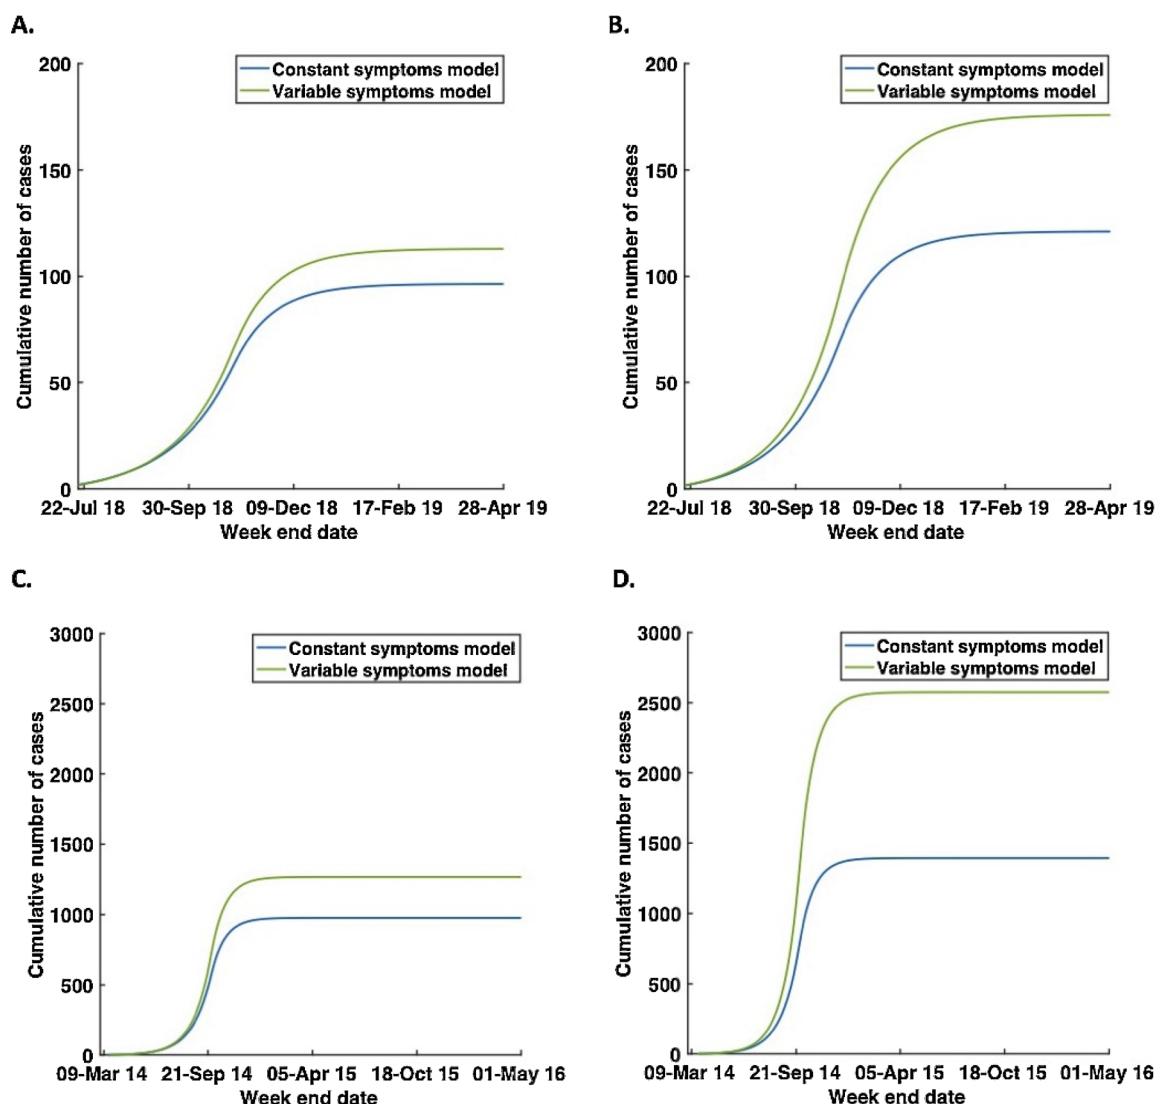 A.
Constant symptoms model
Variable symptoms model
200
150
100
50
0
Cumulative number of cases
22-Jul 18 30-Sep 18 09-Dec 18 17-Feb 19 28-Apr 19
Week end date
B.
Constant symptoms model
Variable symptoms model
200
150
100
50
0
Cumulative number of cases
22-Jul 18 30-Sep 18 09-Dec 18 17-Feb 19 28-Apr 19
Week end date
C.
Constant symptoms model
Variable symptoms model
3000
2500
2000
1500
1000
500
0
Cumulative number of cases
09-Mar 14 21-Sep 14 05-Apr 15 18-Oct 15 01-May 16
Week end date
D.
Constant symptoms model
Variable symptoms model
3000
2500
2000
1500
1000
500
0
Cumulative number of cases
09-Mar 14 21-Sep 14 05-Apr 15 18-Oct 15 01-May 16
Week end date